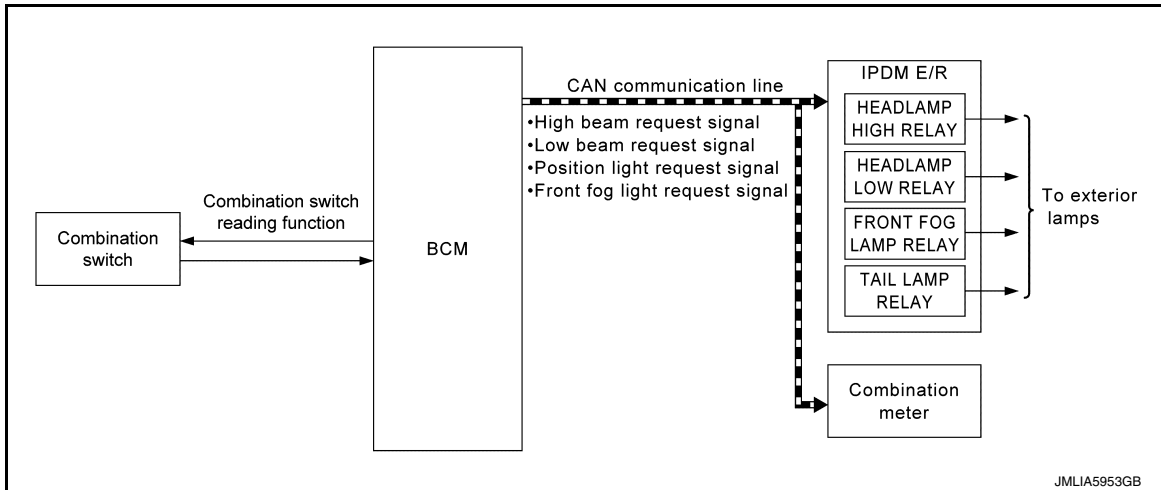 Combination
switch
Combination switch
reading function
BCM
CAN communication line
•High beam request signal
•Low beam request signal
•Position light request signal
•Front fog light request signal
IPDM E/R
HEADLAMP
HIGH RELAY
HEADLAMP
LOW RELAY
FRONT FOG
LAMP RELAY
TAIL LAMP
RELAY
To exterior
lamps
Combination
meter
JMLIA5953GB